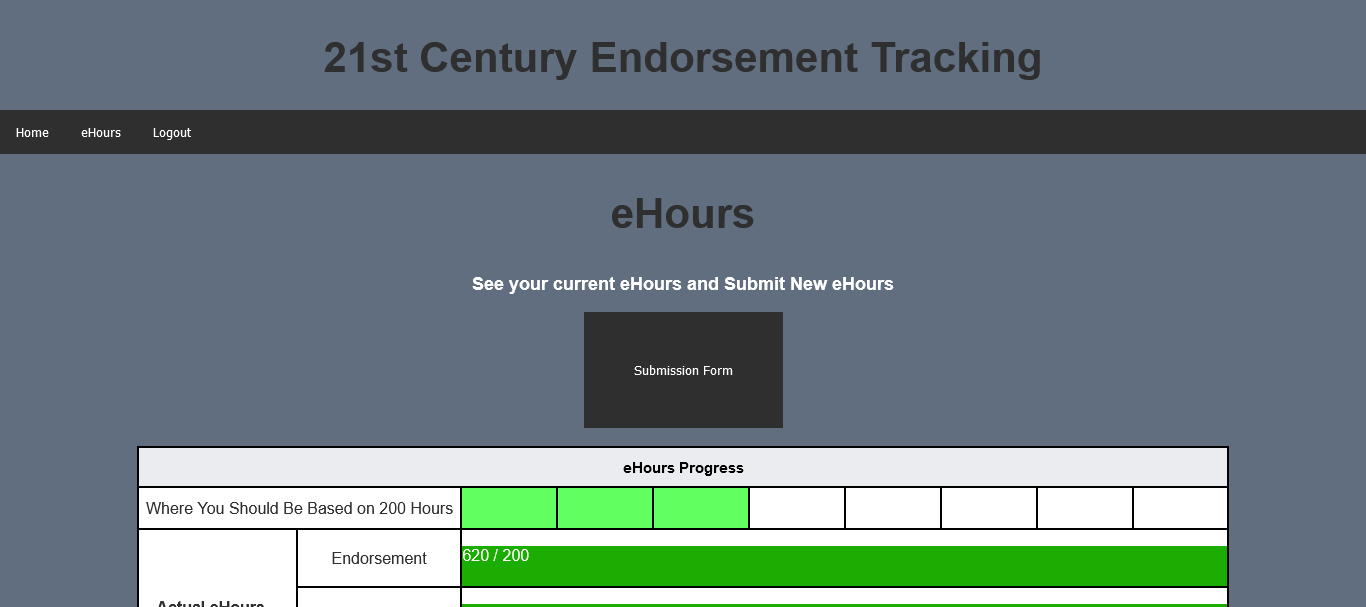 21st Century Endorsement Tracking
Home eHours Logout
eHours
See your current eHours and Submit New eHours
Submission Form
eHours Progress
Where You Should Be Based on 200 Hours
Endorsement 620 / 200
Actual eHours